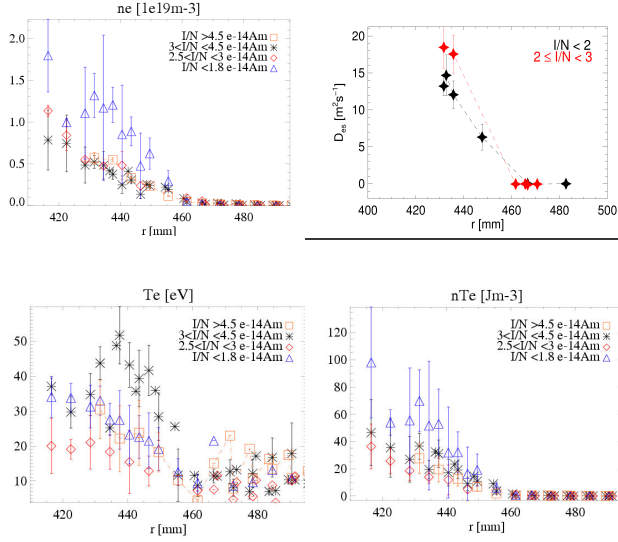 ne [1e19m-3]
I/N >4.5 e-14Am
3<I/N <4.5 e-14Am
2.5<I/N <3 e-14Am
I/N <1.8 e-14Am
2.0
1.5
1.0
0.5
0.0
420 440 460 480
r [mm]
I/N < 2
2 ≤ I/N < 3
20
15
10
5
0
D_es [m²s⁻¹]
400 420 440 460 480 500
r [mm]
Te [eV]
I/N >4.5 e-14Am
3<I/N <4.5 e-14Am
2.5<I/N <3 e-14Am
I/N <1.8 e-14Am
50
40
30
20
10
420 440 460 480
r [mm]
nTe [Jm-3]
I/N >4.5 e-14Am
3<I/N <4.5 e-14Am
2.5<I/N <3 e-14Am
I/N <1.8 e-14Am
120
100
80
60
40
20
0
420 440 460 480
r [mm]